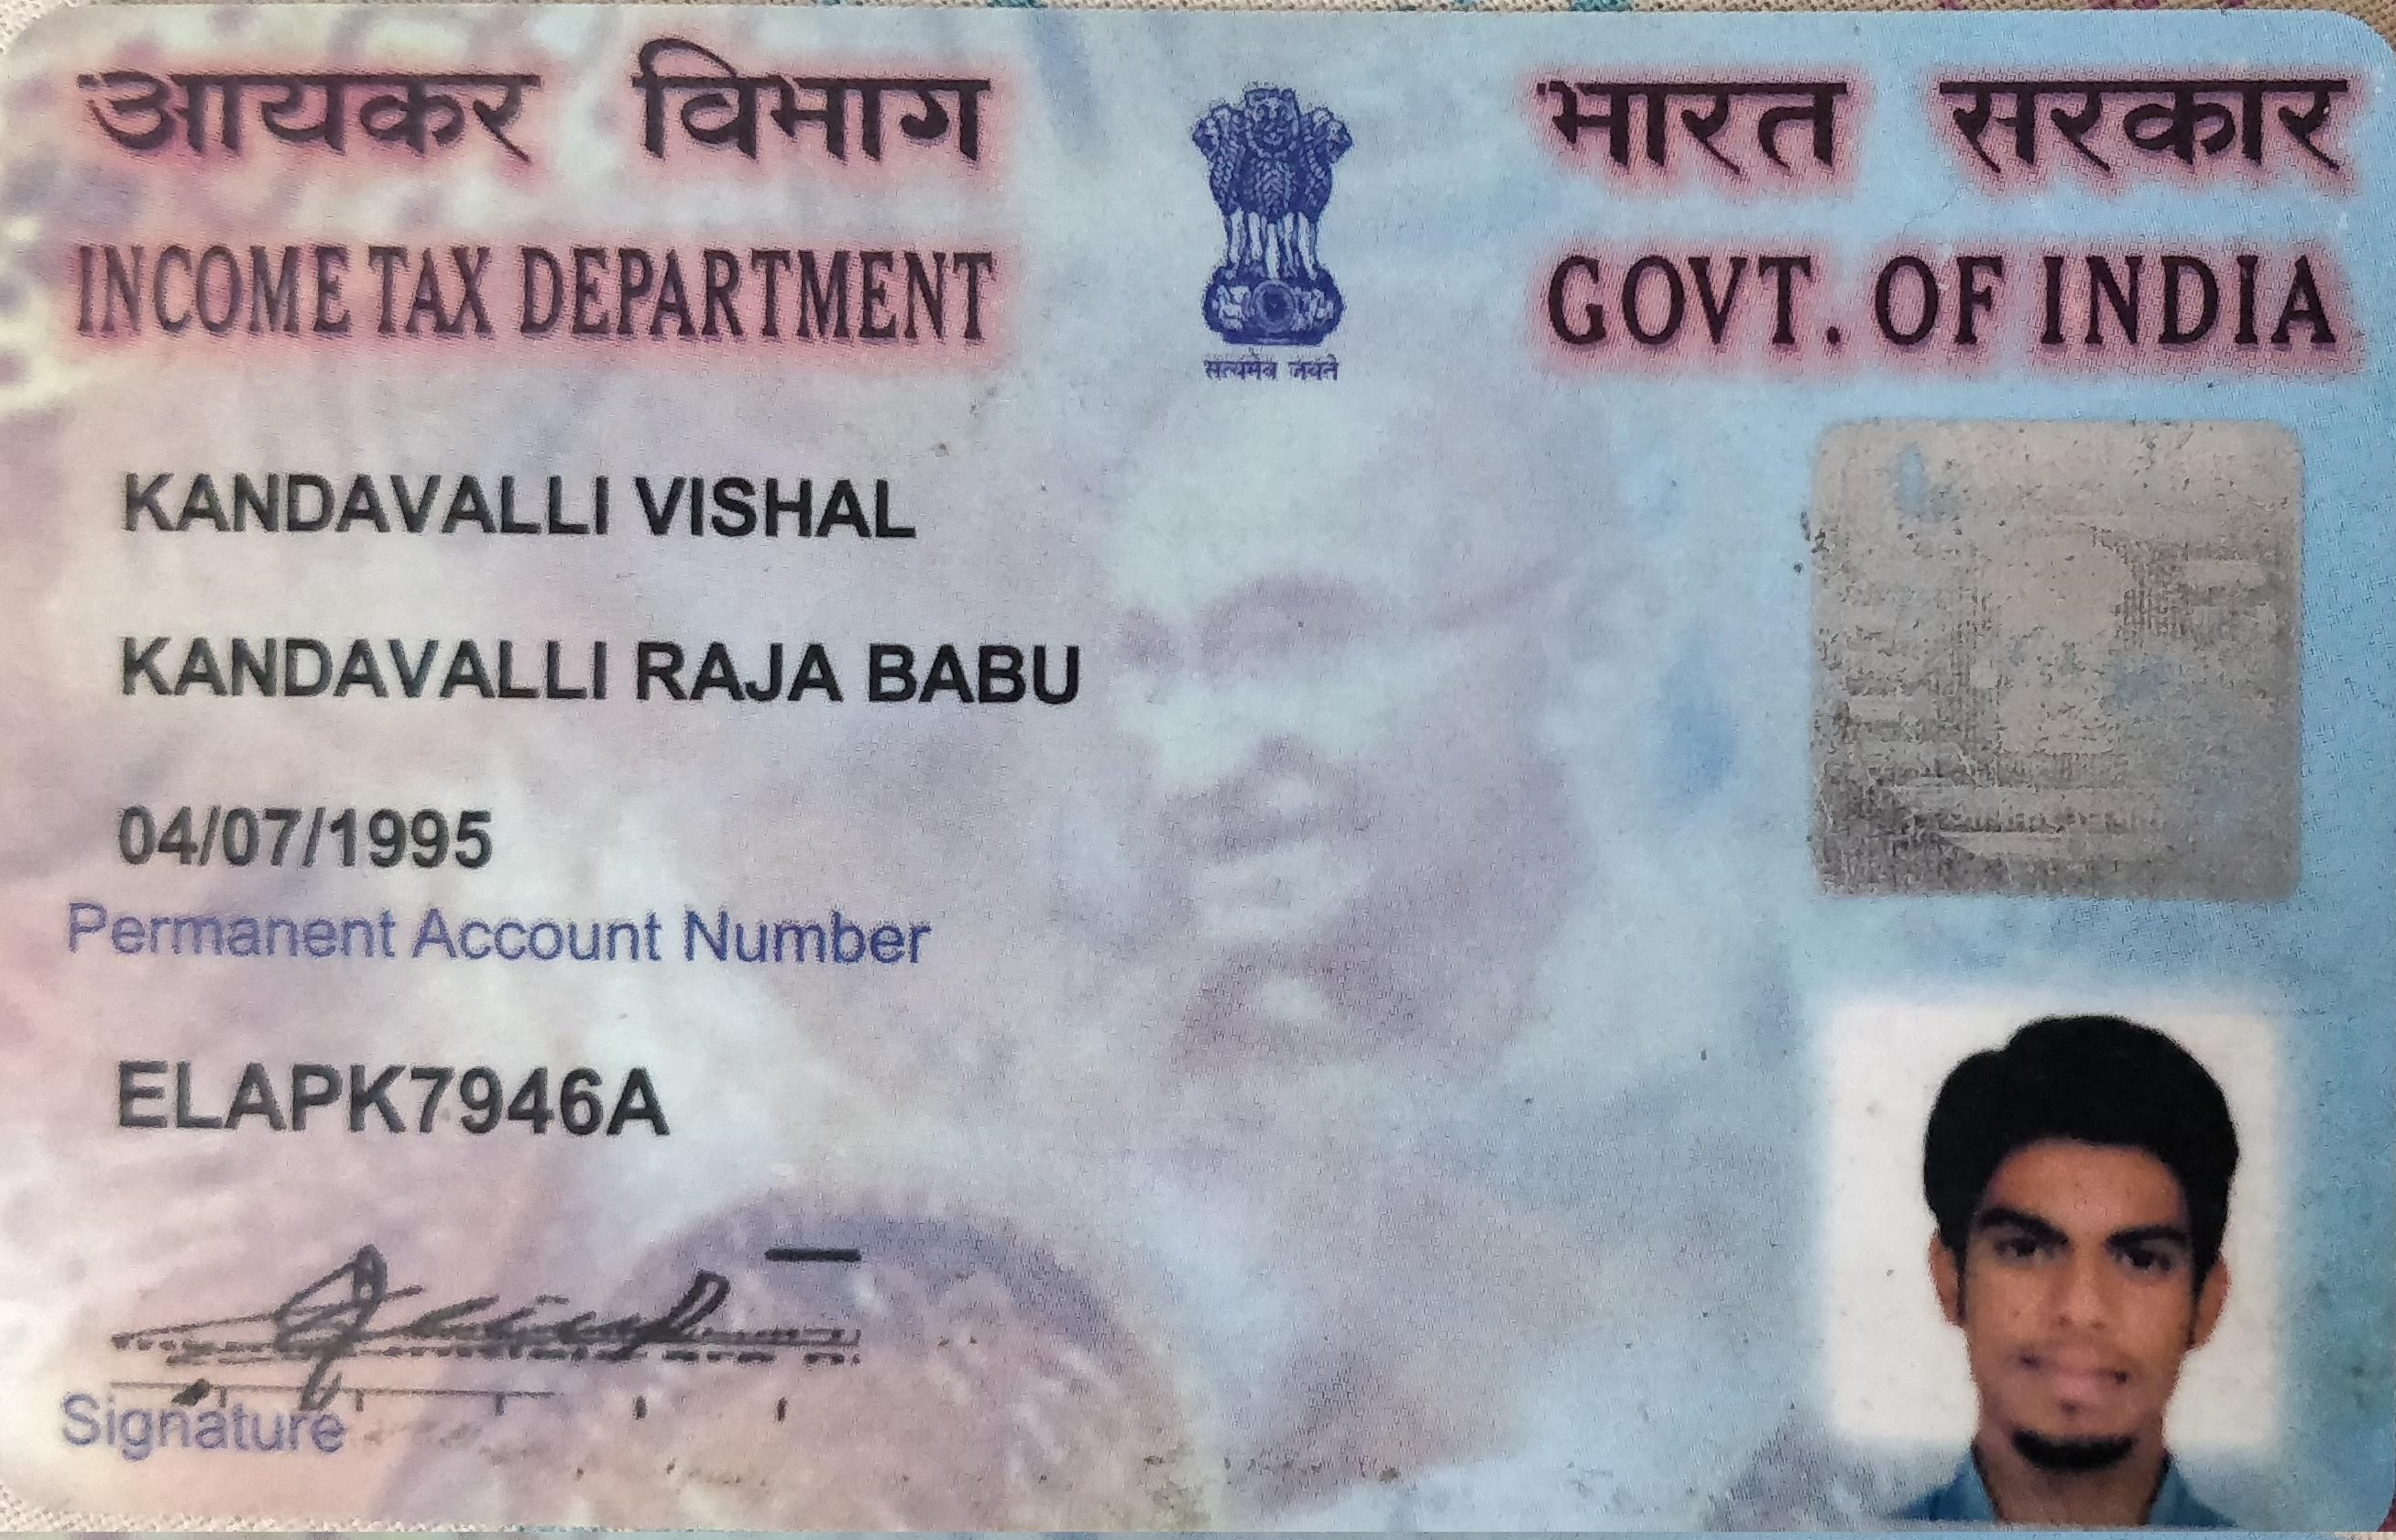 आयकर विभाग
INCOME TAX DEPARTMENT
सत्यमेव जयते
भारत सरकार
GOVT. OF INDIA
KANDAVALLI VISHAL
KANDAVALLI RAJA BABU
04/07/1995
Permanent Account Number
ELAPK7946A
Signature